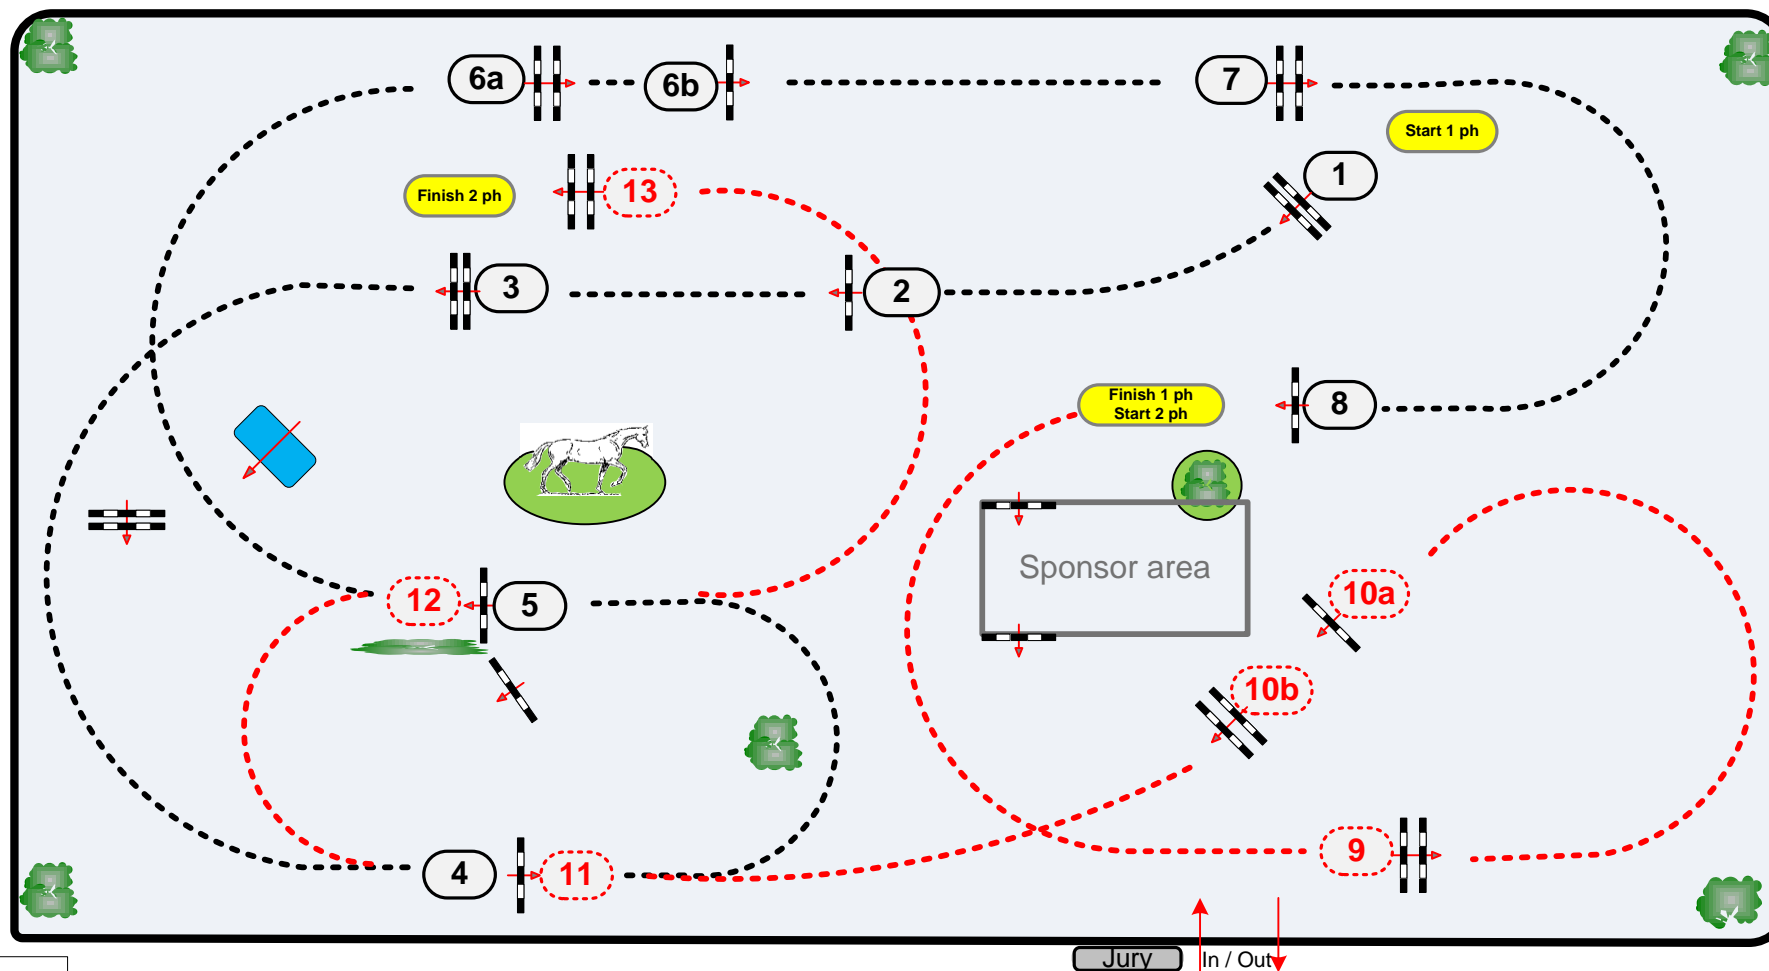 6a
6b
7
Start 1 ph
1
13
Finish 2 ph
3
2
Finish 1 ph
Start 2 ph
8
Sponsor area
10a
12
5
10b
9
4
11
Jury
In / Out